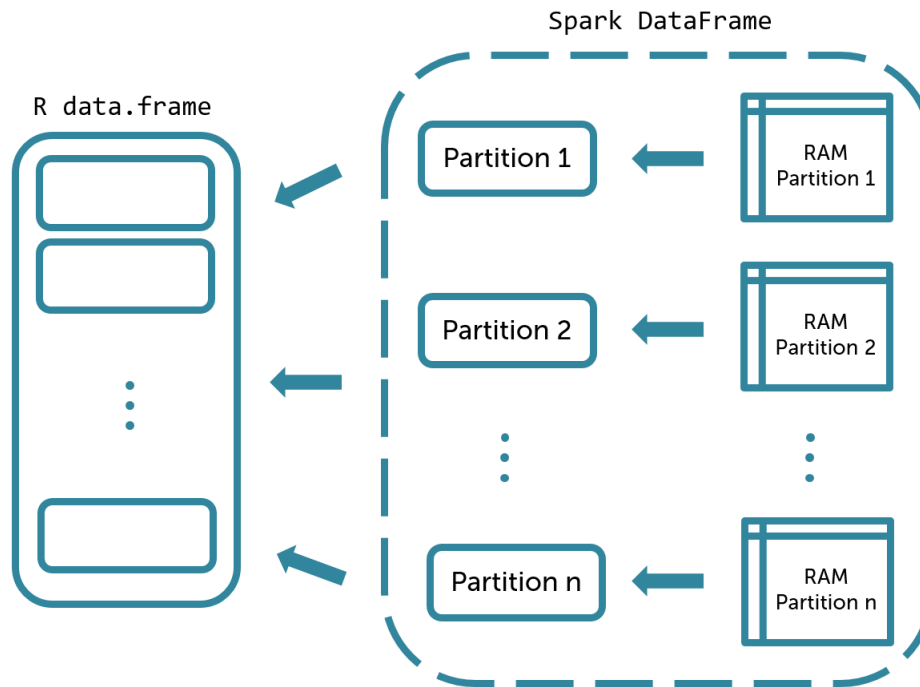 Spark DataFrame
R data.frame
Partition 1
RAM
Partition 1
Partition 2
RAM
Partition 2
Partition n
RAM
Partition n